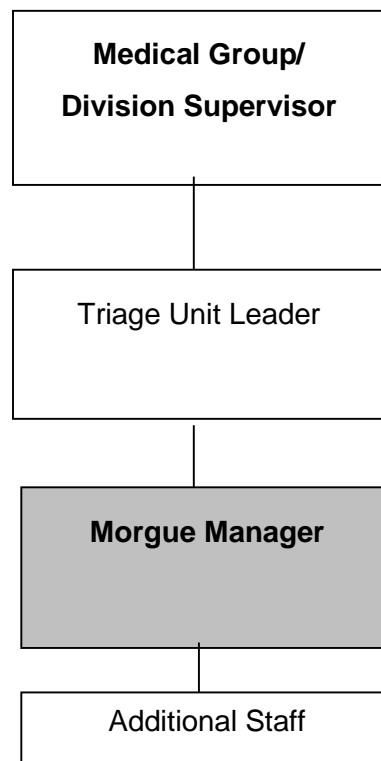 Medical Group/
Division Supervisor
Triage Unit Leader
Morgue Manager
Additional Staff